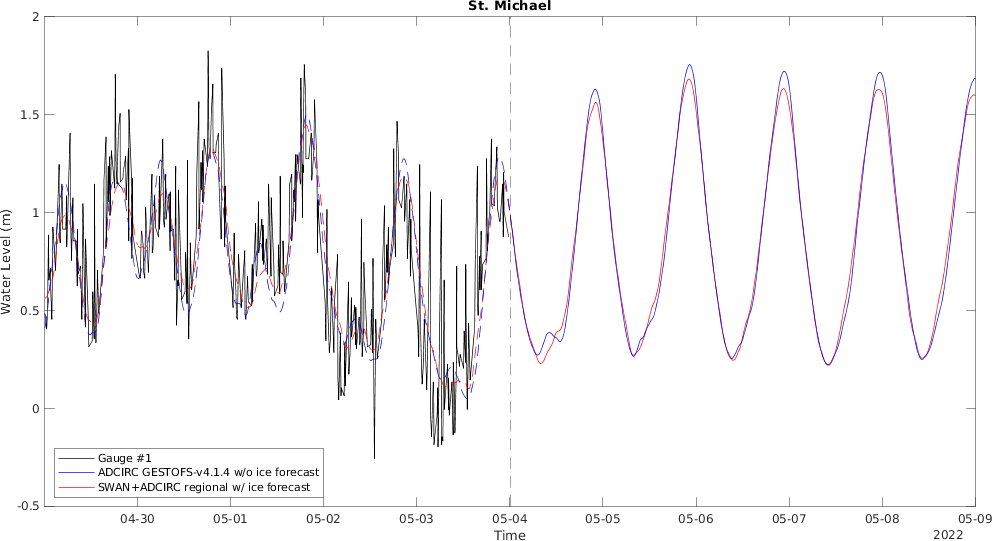 St. Michael
2
1.5
1
0.5
0
-0.5
Water Level (m)
Gauge #1
ADCIRC GESTOFS-v4.1.4 w/o ice forecast
SWAN+ADCIRC regional w/ ice forecast
04-30 05-01 05-02 05-03 05-04 05-05 05-06 05-07 05-08 05-09
Time
2022